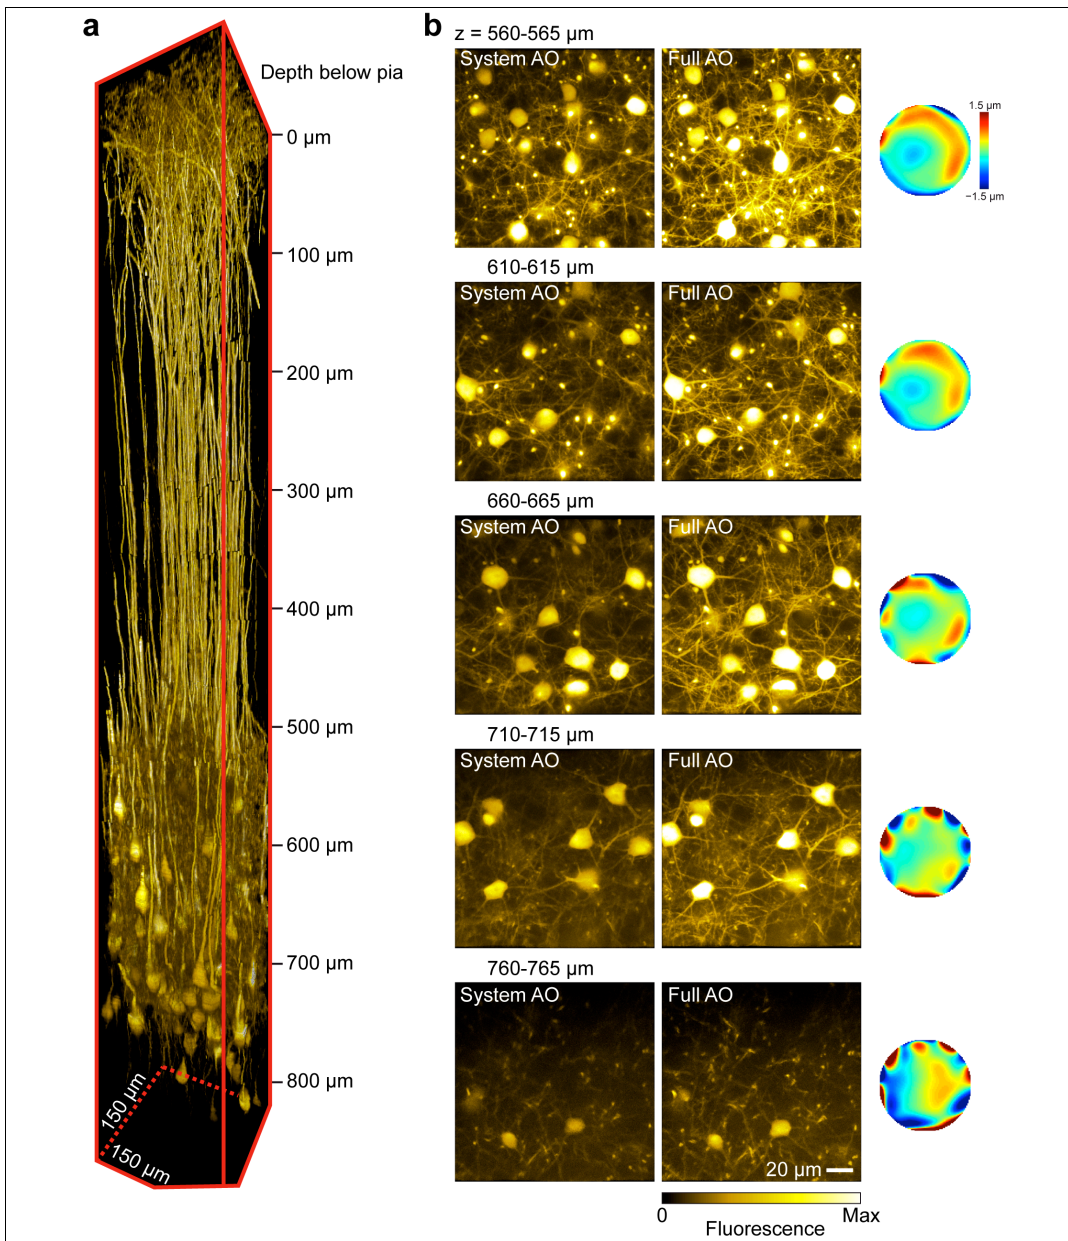 a
Depth below pia
0 µm
100 µm
200 µm
300 µm
400 µm
500 µm
600 µm
700 µm
800 µm
150 µm
150 µm
b
z = 560-565 µm
System AO
Full AO
1.5 µm
−1.5 µm
610-615 µm
System AO
Full AO
660-665 µm
System AO
Full AO
710-715 µm
System AO
Full AO
760-765 µm
System AO
Full AO
20 µm
0
Max
Fluorescence